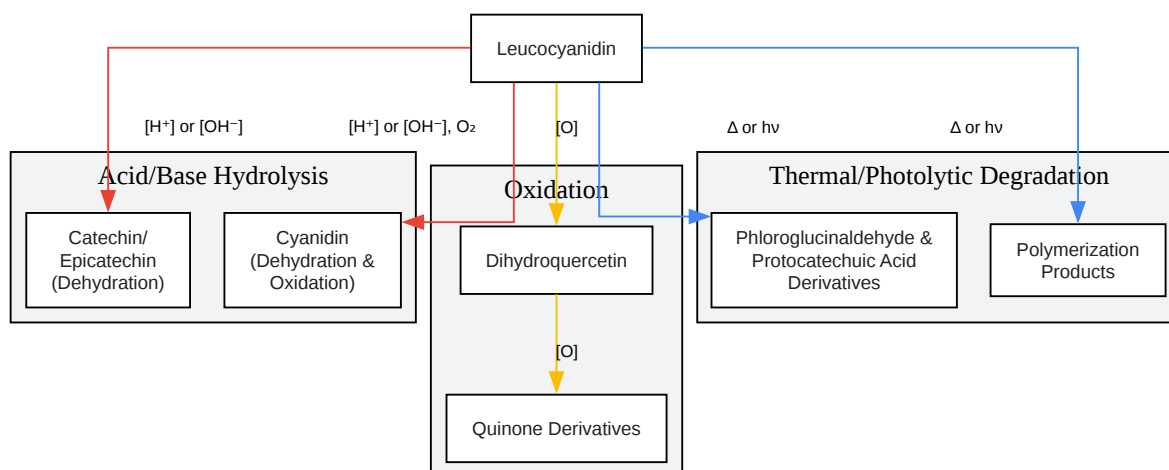 Leucocyanidin
[H⁺] or [OH⁻]
[H⁺] or [OH⁻], O₂
[O]
Δ or hν
Δ or hν
Acid/Base Hydrolysis
Catechin/
Epicatechin
(Dehydration)
Cyanidin
(Dehydration &
Oxidation)
Oxidation
Dihydroquercetin
[O]
Quinone Derivatives
Thermal/Photolytic Degradation
Phloroglucinaldehyde &
Protocatechuic Acid
Derivatives
Polymerization
Products